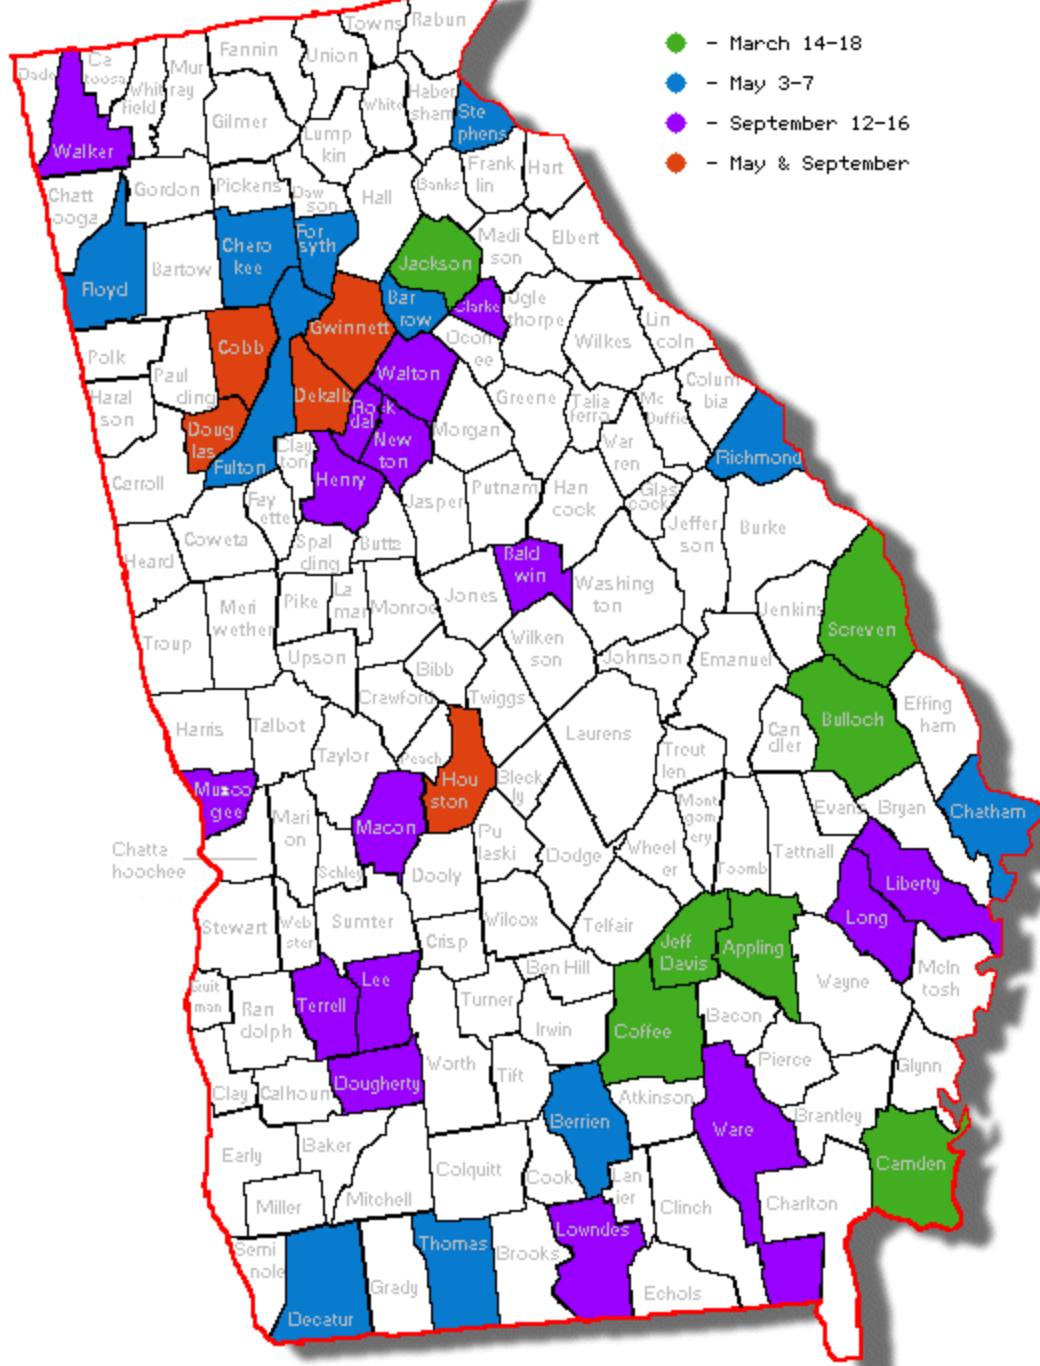 - March 14-18
- May 3-7
- September 12-16
- May & September
Towns
Rabun
Fannin
Union
Dade
Ca
toosa
Whit
field
Mur
ray
Gilmer
Lump
kin
White
Haber
sham
Ste
phens
Walker
Chatt
ooga
Gordon
Pickens
Daw
son
Hall
Banks
Frank
lin
Hart
Floyd
Bartow
Chero
kee
For
syth
Jackson
Madi
son
Elbert
Polk
Paul
ding
Cobb
Gwinnett
Bar
row
Clarke
Ocon
ee
Ogle
thorpe
Wilkes
Lin
coln
Haral
son
Doug
las
Fulton
Dekalb
Rock
dal
Walton
New
ton
Morgan
Greene
Talia
ferro
Mc
Duffie
Colum
bia
Richmond
Carroll
Clay
ton
Henry
Fay
ette
Coweta
Heard
Spal
ding
Butts
Jasper
Putnam
Han
cock
War
ren
Glas
cock
Jeffer
son
Burke
Bald
win
Washing
ton
Jenkins
Screven
Troup
Meri
wether
Pike
La
mar
Monroe
Jones
Wilken
son
Johnson
Emanuel
Upson
Bibb
Crawford
Twiggs
Harris
Talbot
Taylor
Peach
Hou
ston
Bleck
ly
Laurens
Treut
len
Can
dler
Bulloch
Effing
ham
Musco
gee
Mari
on
Macon
Schley
Dooly
Pu
laski
Dodge
Wheel
er
Mont
gom
ery
Toomb
Tattnall
Evans
Bryan
Chatham
Chatta
hoochee
Stewart
Web
ster
Sumter
Crisp
Wilcox
Telfair
Jeff
Davis
Appling
Long
Liberty
Wayne
McIn
tosh
Quit
man
Ran
dolph
Terrell
Lee
Turner
Ben Hill
Irwin
Coffee
Bacon
Pierce
Glynn
Clay
Calhoun
Dougherty
Worth
Tift
Berrien
Atkinson
Ware
Brantley
Camden
Early
Baker
Miller
Mitchell
Colquitt
Cook
Lan
ier
Clinch
Charlton
Semi
nole
Decatur
Grady
Thomas
Brooks
Lowndes
Echols